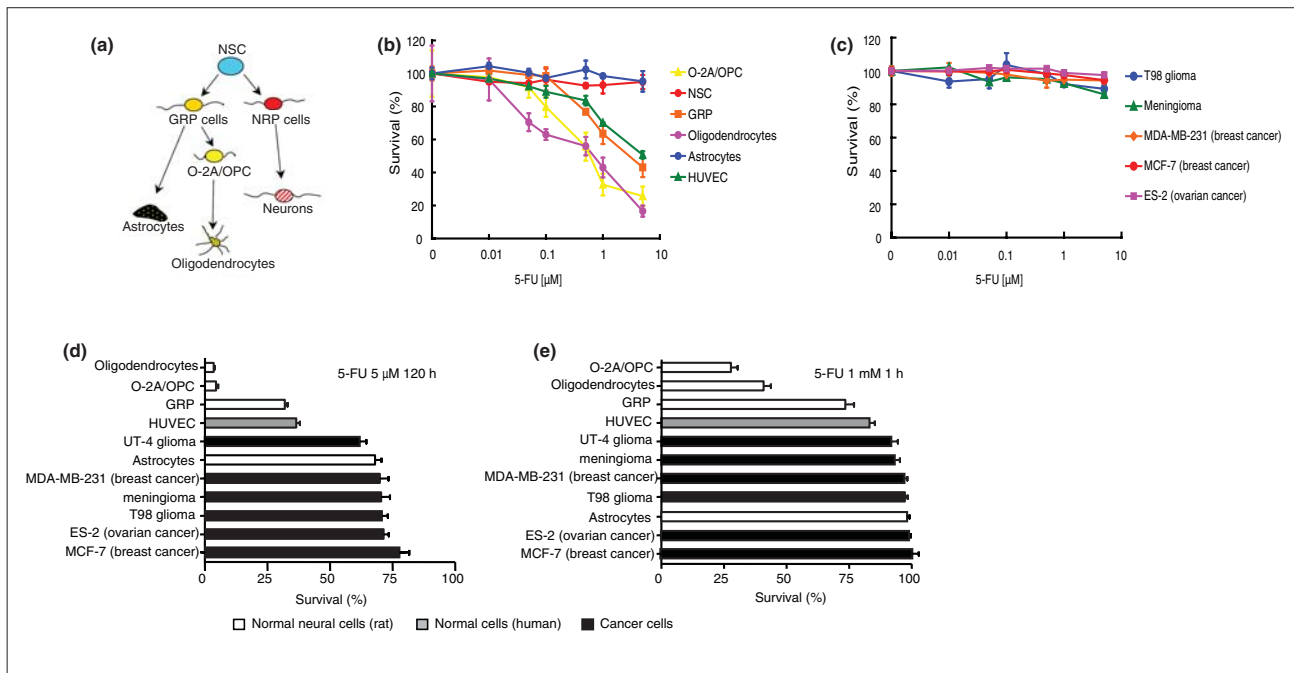 (a)
NSC
GRP cells
NRP cells
O-2A/OPC
Astrocytes
Neurons
Oligodendrocytes
(b)
120
100
80
60
40
20
0
Survival (%)
0
0.01
0.1
1
10
5-FU [µM]
O-2A/OPC
NSC
GRP
Oligodendrocytes
Astrocytes
HUVEC
(c)
120
100
80
60
40
20
0
Survival (%)
0
0.01
0.1
1
10
5-FU [µM]
T98 glioma
Meningioma
MDA-MB-231 (breast cancer)
MCF-7 (breast cancer)
ES-2 (ovarian cancer)
(d)
5-FU 5 µM 120 h
Oligodendrocytes
O-2A/OPC
GRP
HUVEC
UT-4 glioma
Astrocytes
MDA-MB-231 (breast cancer)
meningioma
T98 glioma
ES-2 (ovarian cancer)
MCF-7 (breast cancer)
0
25
50
75
100
Survival (%)
(e)
5-FU 1 mM 1 h
O-2A/OPC
Oligodendrocytes
GRP
HUVEC
UT-4 glioma
meningioma
MDA-MB-231 (breast cancer)
T98 glioma
Astrocytes
ES-2 (ovarian cancer)
MCF-7 (breast cancer)
0
25
50
75
100
Survival (%)
Normal neural cells (rat)
Normal cells (human)
Cancer cells